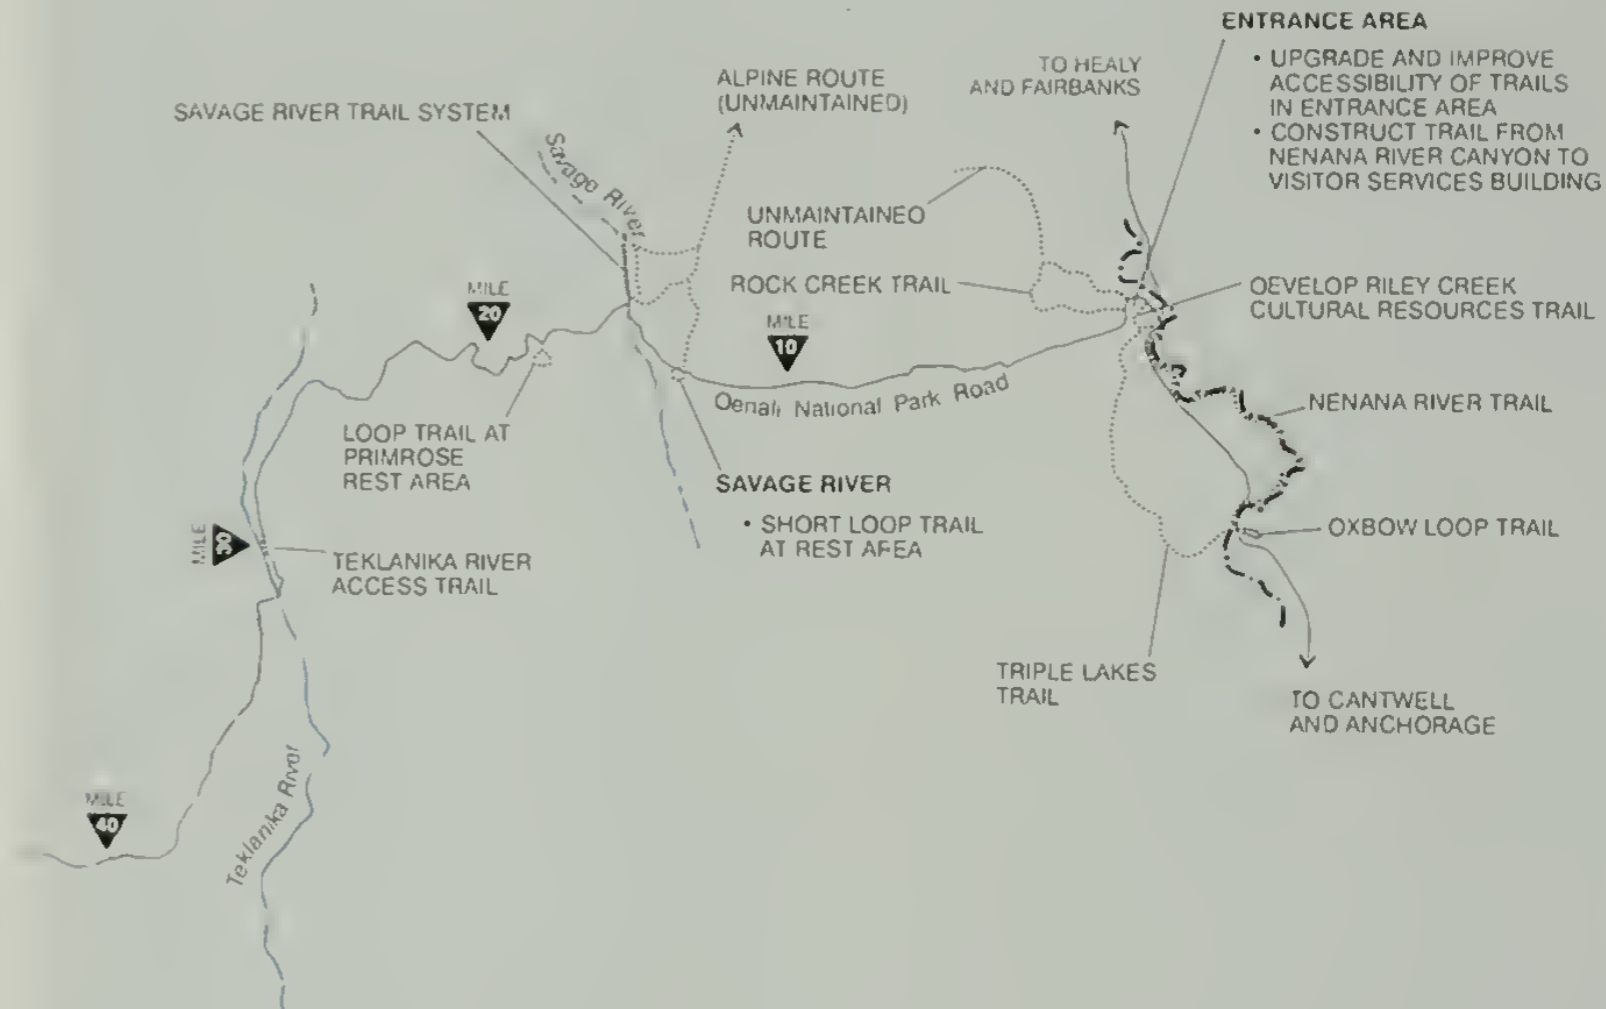 ENTRANCE AREA
• UPGRADE AND IMPROVE
ACCESSIBILITY OF TRAILS
IN ENTRANCE AREA
• CONSTRUCT TRAIL FROM
NENANA RIVER CANYON TO
VISITOR SERVICES BUILDING
TO HEALY
AND FAIRBANKS
ALPINE ROUTE
(UNMAINTAINED)
SAVAGE RIVER TRAIL SYSTEM
Savage River
UNMAINTAINED
ROUTE
ROCK CREEK TRAIL
DEVELOP RILEY CREEK
CULTURAL RESOURCES TRAIL
MILE
20
MILE
10
Denali National Park Road
NENANA RIVER TRAIL
LOOP TRAIL AT
PRIMROSE
REST AREA
SAVAGE RIVER
• SHORT LOOP TRAIL
AT REST AREA
OXBOW LOOP TRAIL
MILE
30
TEKLANIKA RIVER
ACCESS TRAIL
TRIPLE LAKES
TRAIL
TO CANTWELL
AND ANCHORAGE
MILE
40
Teklanika River